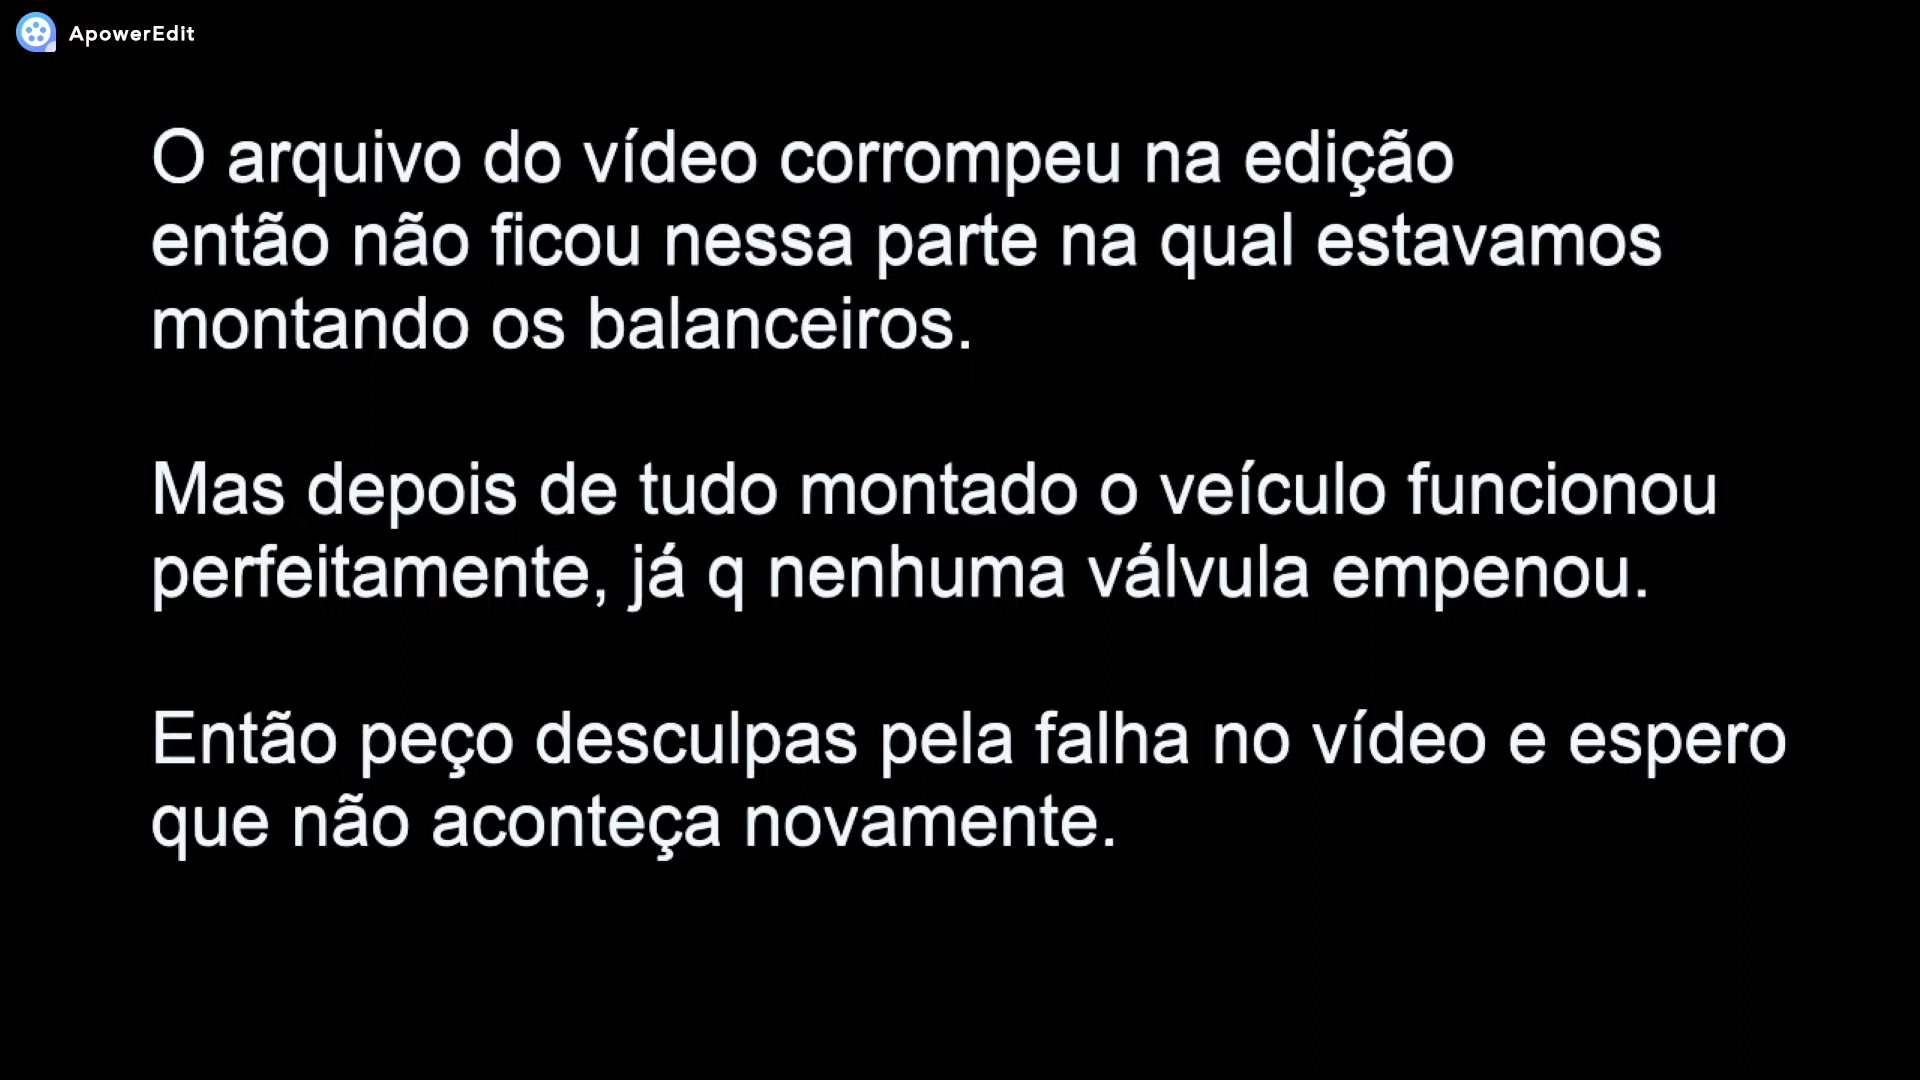 ApowerEdit
O arquivo do vídeo corrompeu na edição
então não ficou nessa parte na qual estavamos
montando os balanceiros.
Mas depois de tudo montado o veículo funcionou
perfeitamente, já q nenhuma válvula empenou.
Então peço desculpas pela falha no vídeo e espero
que não aconteça novamente.